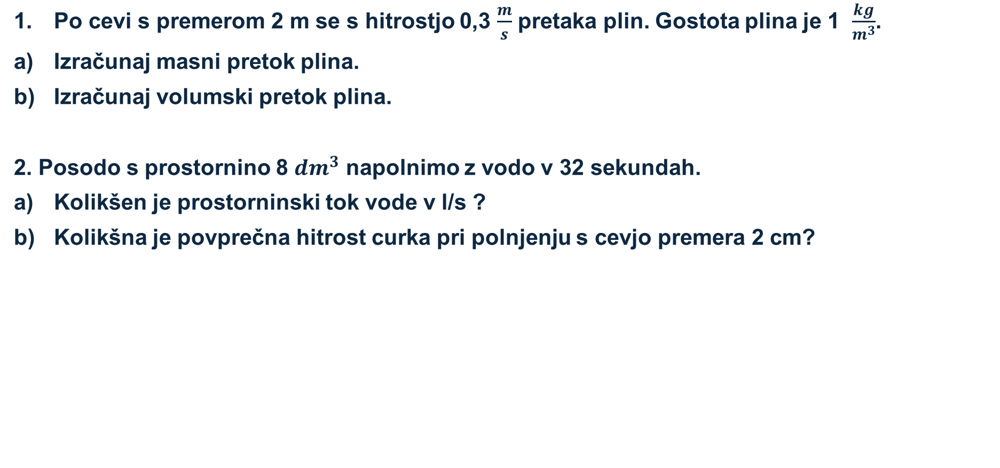 1. Po cevi s premerom 2 m se s hitrostjo 0,3 m/s pretaka plin. Gostota plina je 1 kg/m³.
a) Izračunaj masni pretok plina.
b) Izračunaj volumski pretok plina.
2. Posodo s prostornino 8 dm³ napolnimo z vodo v 32 sekundah.
a) Kolikšen je prostorninski tok vode v l/s ?
b) Kolikšna je povprečna hitrost curka pri polnjenju s cevjo premera 2 cm?